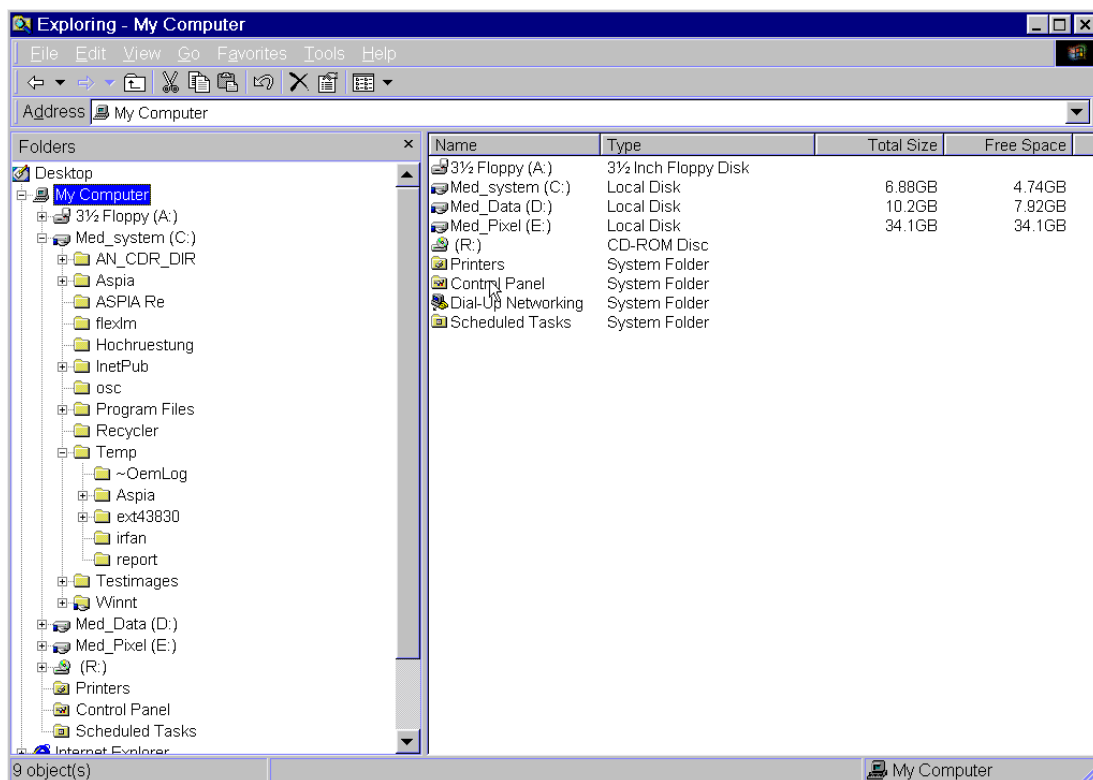 Exploring - My Computer
File Edit View Go Favorites Tools Help
Address My Computer
Folders
Desktop
My Computer
3½ Floppy (A:)
Med_system (C:)
AN_CDR_DIR
Aspia
ASPIA Re
flexlm
Hochruestung
InetPub
osc
Program Files
Recycler
Temp
~OemLog
Aspia
ext43830
irfan
report
Testimages
Winnt
Med_Data (D:)
Med_Pixel (E:)
(R:)
Printers
Control Panel
Scheduled Tasks
Internet Explorer
Name Type Total Size Free Space
3½ Floppy (A:) 3½ Inch Floppy Disk
Med_system (C:) Local Disk 6.88GB 4.74GB
Med_Data (D:) Local Disk 10.2GB 7.92GB
Med_Pixel (E:) Local Disk 34.1GB 34.1GB
(R:) CD-ROM Disc
Printers System Folder
Control Panel System Folder
Dial-Up Networking System Folder
Scheduled Tasks System Folder
9 object(s) My Computer